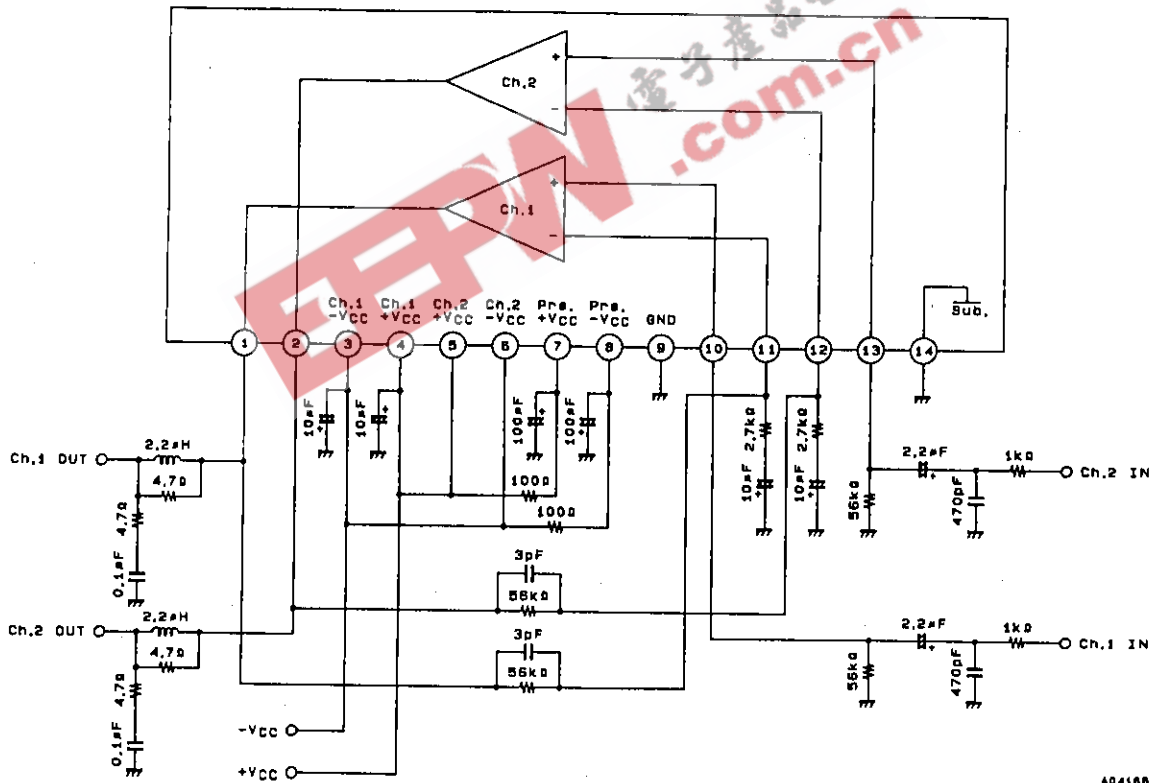 Ch.2
+
−
Ch.1
+
−
EEPW
.com.cn
電子產品
Ch.1 -VCC
Ch.1 +VCC
Ch.2 +VCC
Ch.2 -VCC
Pre. +VCC
Pre. -VCC
GND
Sub.
1 2 3 4 5 6 7 8 9 10 11 12 13 14
10µF
10µF
100µF
100µF
2.7kΩ
2.7kΩ
10µF
10µF
100Ω
100Ω
Ch.1 OUT
2.2µH
4.7Ω
4.7Ω
0.1µF
Ch.2 OUT
2.2µH
4.7Ω
4.7Ω
0.1µF
3pF
56kΩ
3pF
56kΩ
56kΩ
2.2µF
470pF
1kΩ
Ch.2 IN
56kΩ
2.2µF
470pF
1kΩ
Ch.1 IN
-VCC
+VCC